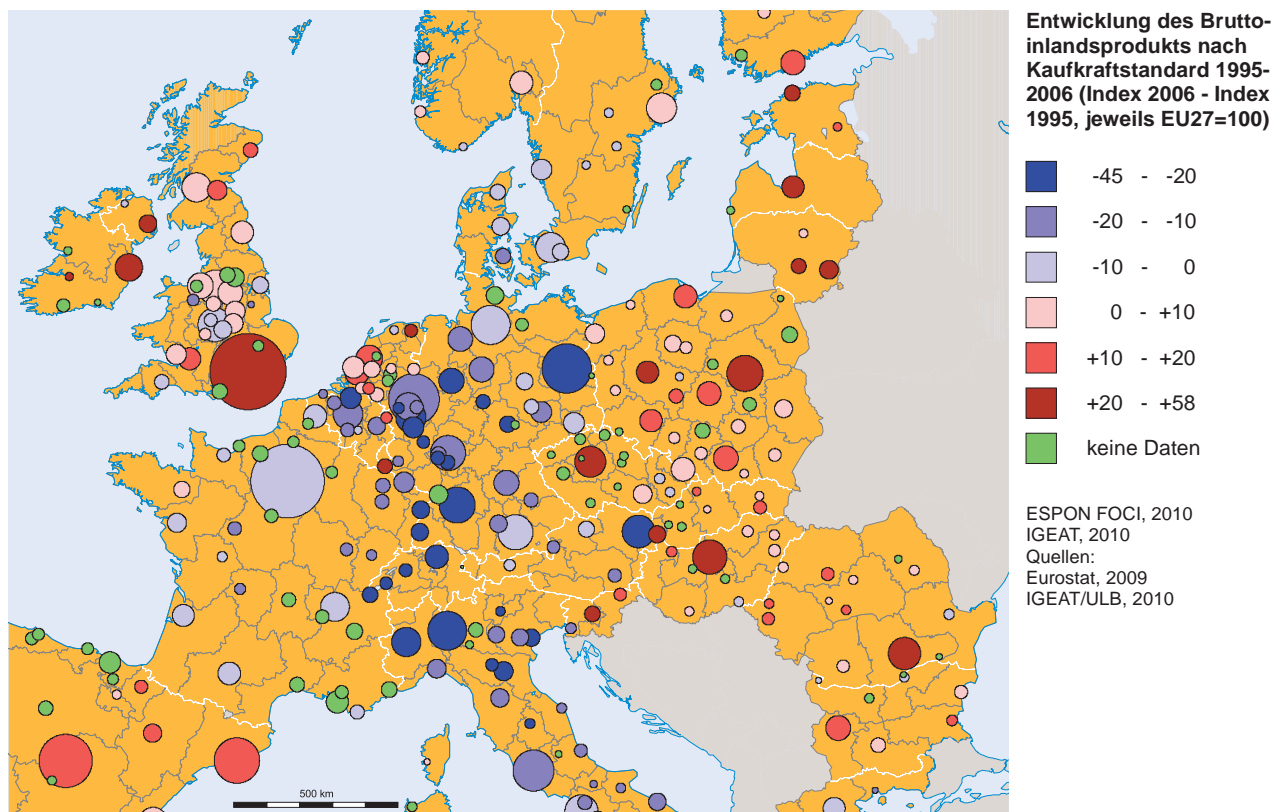 Entwicklung des Brutto-
inlandsprodukts nach
Kaufkraftstandard 1995-
2006 (Index 2006 - Index
1995, jeweils EU27=100)
-45 - -20
-20 - -10
-10 - 0
0 - +10
+10 - +20
+20 - +58
keine Daten
ESPON FOCI, 2010
IGEAT, 2010
Quellen:
Eurostat, 2009
IGEAT/ULB, 2010
500 km